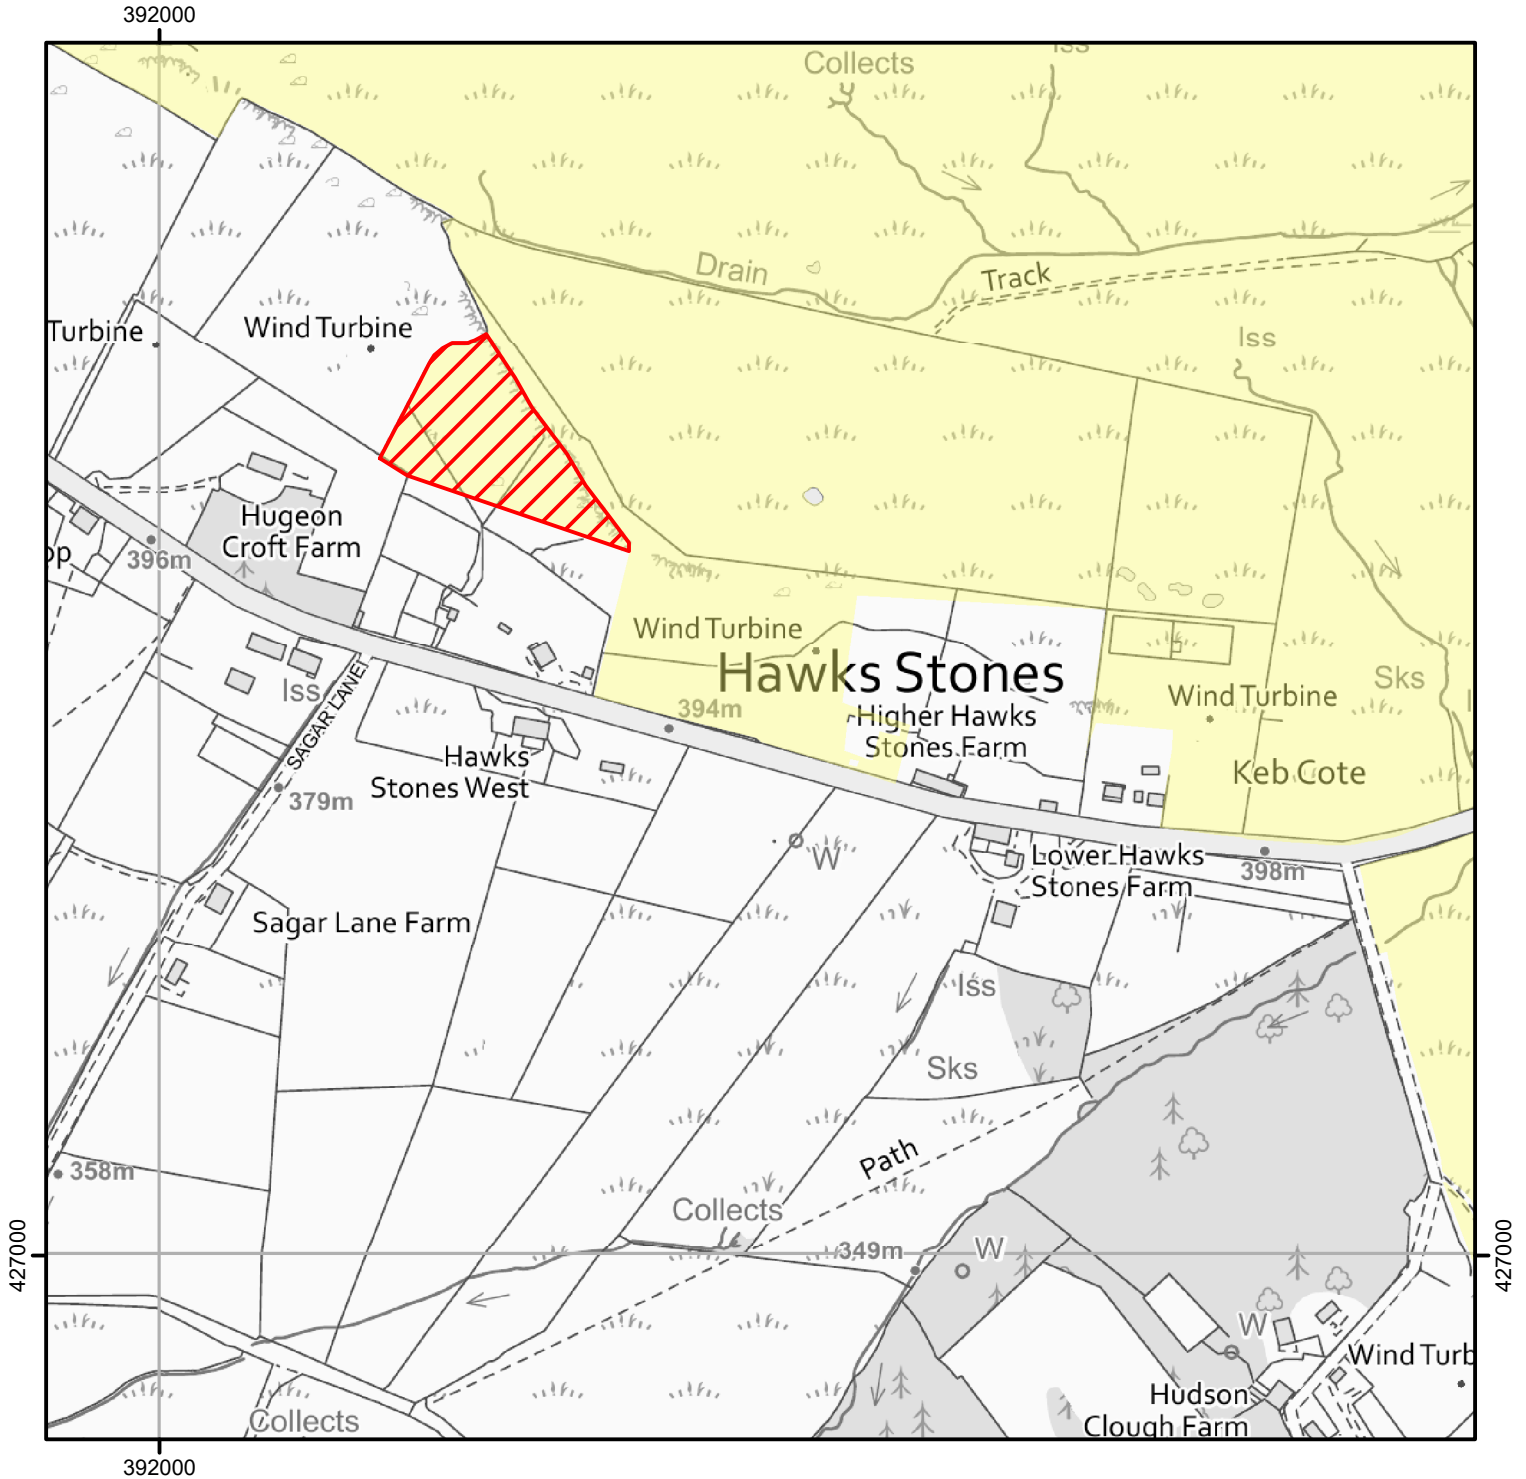 392000
Collects
Iss
Drain
Track
Turbine
Wind Turbine
Iss
Hugeon
Croft Farm
396m
op
Wind Turbine
Hawks Stones
Sks
Iss
SAGAR LANE
394m
Higher Hawks
Stones Farm
Wind Turbine
Hawks
Stones West
Keb Cote
379m
W
Lower Hawks
Stones Farm
398m
Sagar Lane Farm
Iss
Sks
Path
358m
Collects
427000
349m
W
427000
W
Wind Turb
Hudson
Clough Farm
Collects
392000